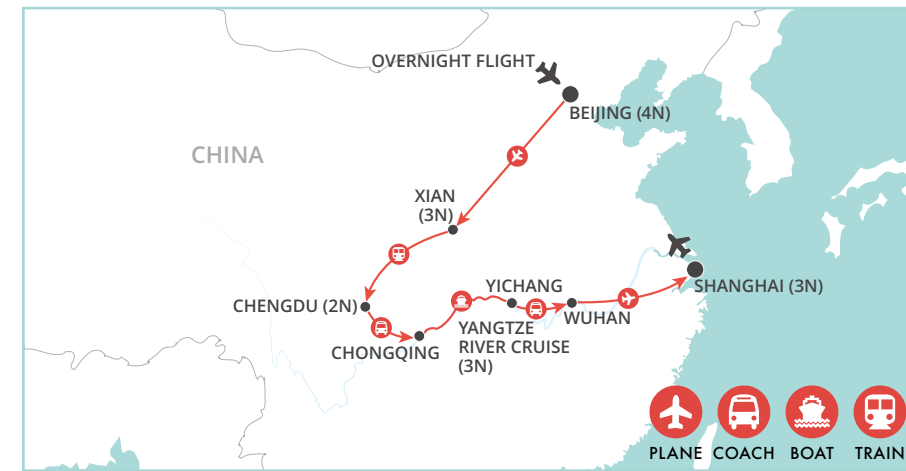 OVERNIGHT FLIGHT
BEIJING (4N)
CHINA
XIAN
(3N)
CHENGDU (2N)
CHONGQING
YANGTZE
RIVER CRUISE
(3N)
YICHANG
WUHAN
SHANGHAI (3N)
PLANE
COACH
BOAT
TRAIN